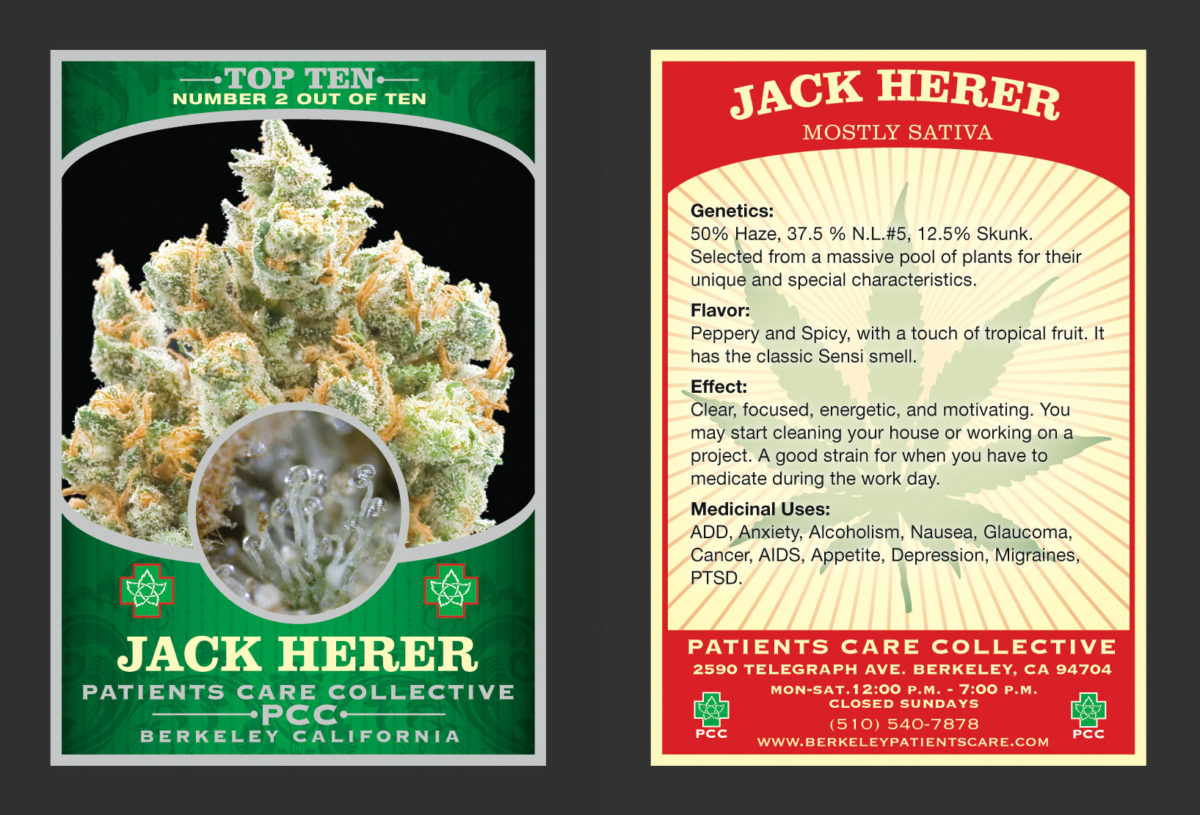 TOP TEN
NUMBER 2 OUT OF TEN
JACK HERER
PATIENTS CARE COLLECTIVE
PCC
BERKELEY CALIFORNIA
JACK HERER
MOSTLY SATIVA
Genetics:
50% Haze, 37.5 % N.L.#5, 12.5% Skunk.
Selected from a massive pool of plants for their
unique and special characteristics.
Flavor:
Peppery and Spicy, with a touch of tropical fruit. It
has the classic Sensi smell.
Effect:
Clear, focused, energetic, and motivating. You
may start cleaning your house or working on a
project. A good strain for when you have to
medicate during the work day.
Medicinal Uses:
ADD, Anxiety, Alcoholism, Nausea, Glaucoma,
Cancer, AIDS, Appetite, Depression, Migraines,
PTSD.
PATIENTS CARE COLLECTIVE
2590 TELEGRAPH AVE. BERKELEY, CA 94704
MON-SAT.12:00 P.M. - 7:00 P.M.
CLOSED SUNDAYS
(510) 540-7878
WWW.BERKELEYPATIENTSCARE.COM
PCC
PCC